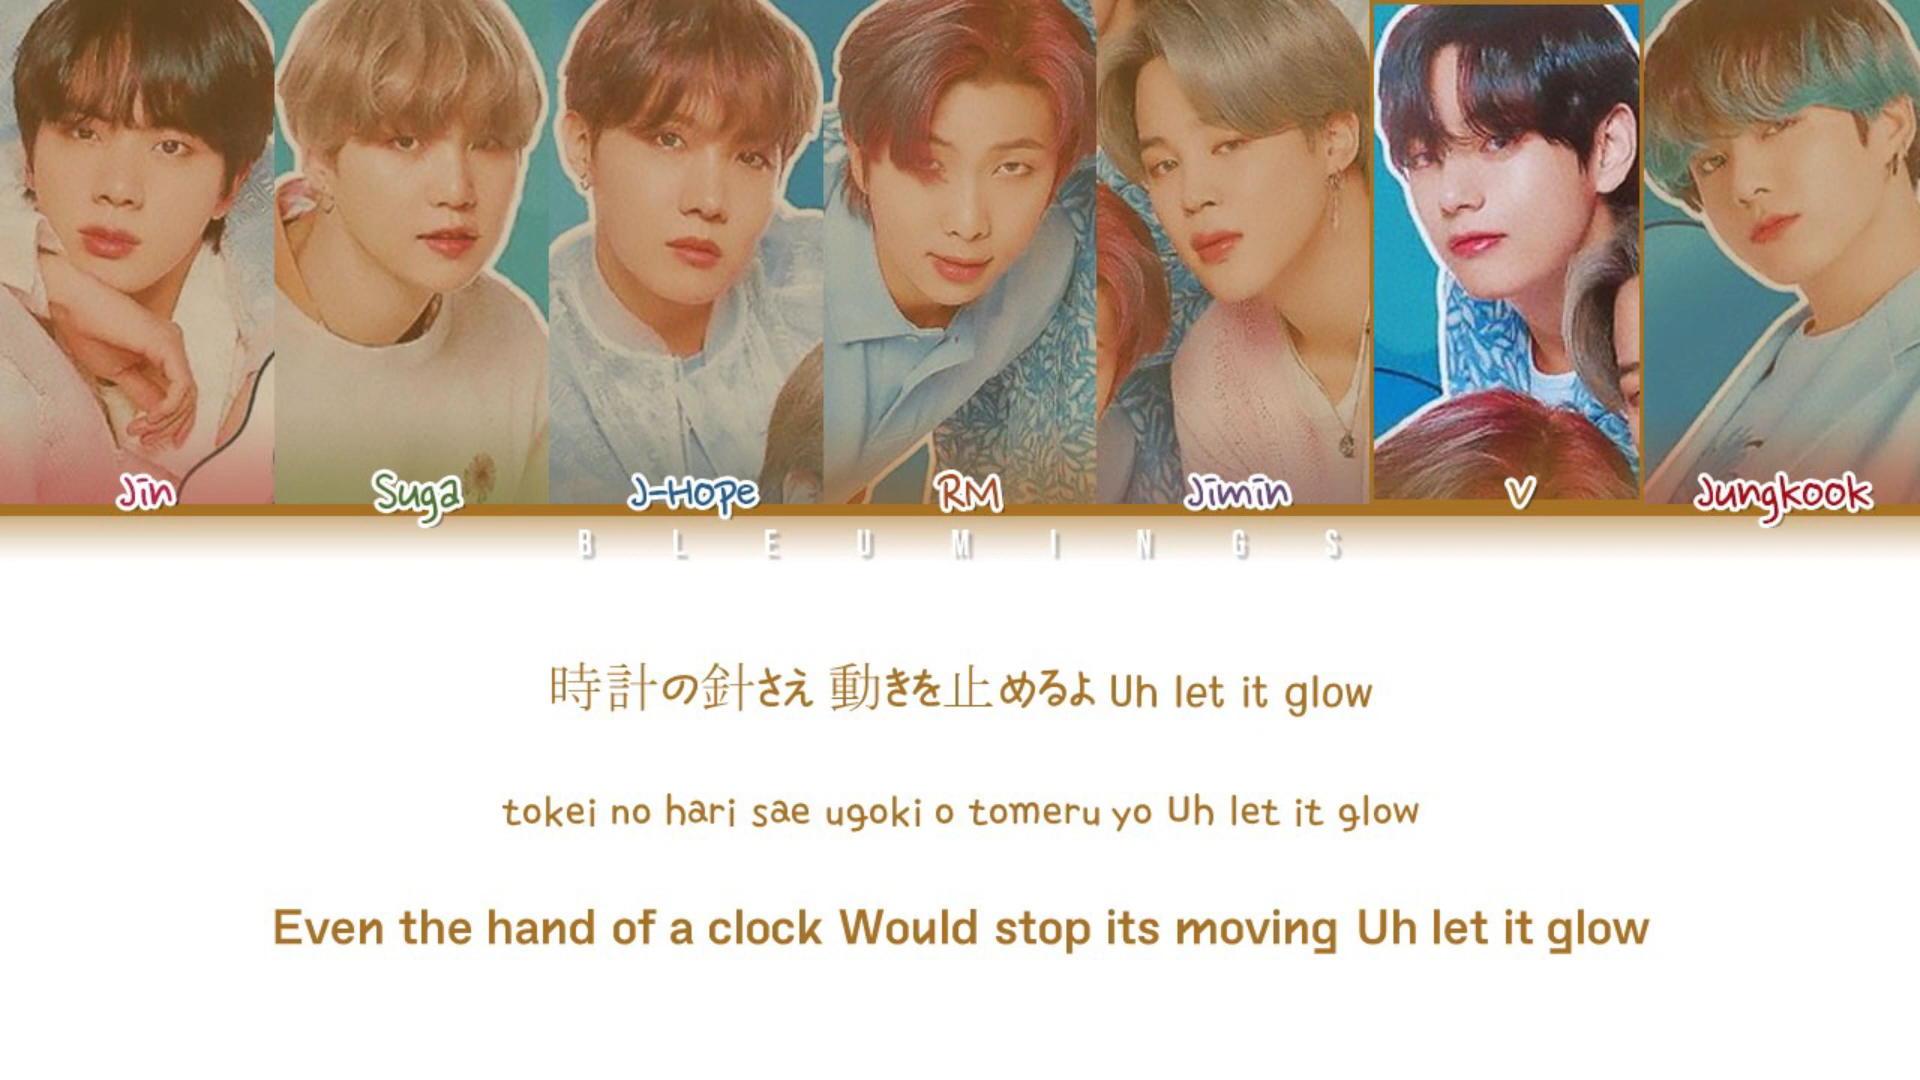 Jin Suga J-Hope RM Jimin V Jungkook
BLEUMINGS
時計の針さえ 動きを止めるよ Uh let it glow
tokei no hari sae ugoki o tomeru yo Uh let it glow
Even the hand of a clock Would stop its moving Uh let it glow